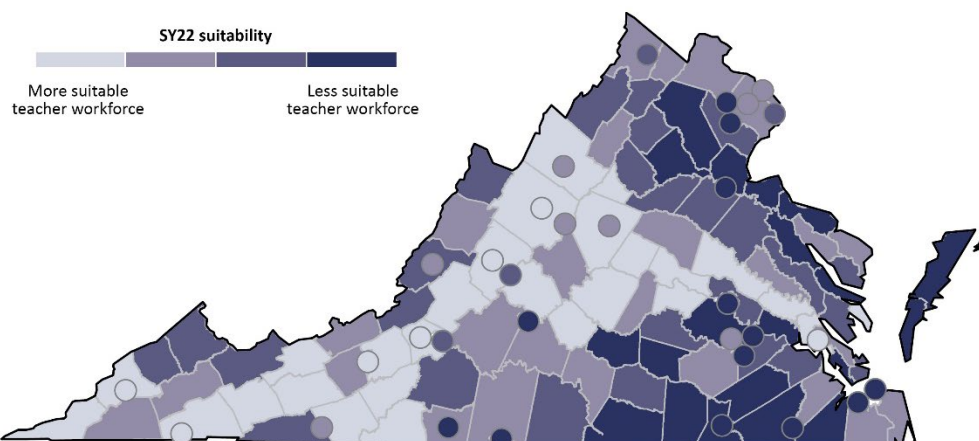 SY22 suitability
More suitable
teacher workforce
Less suitable
teacher workforce